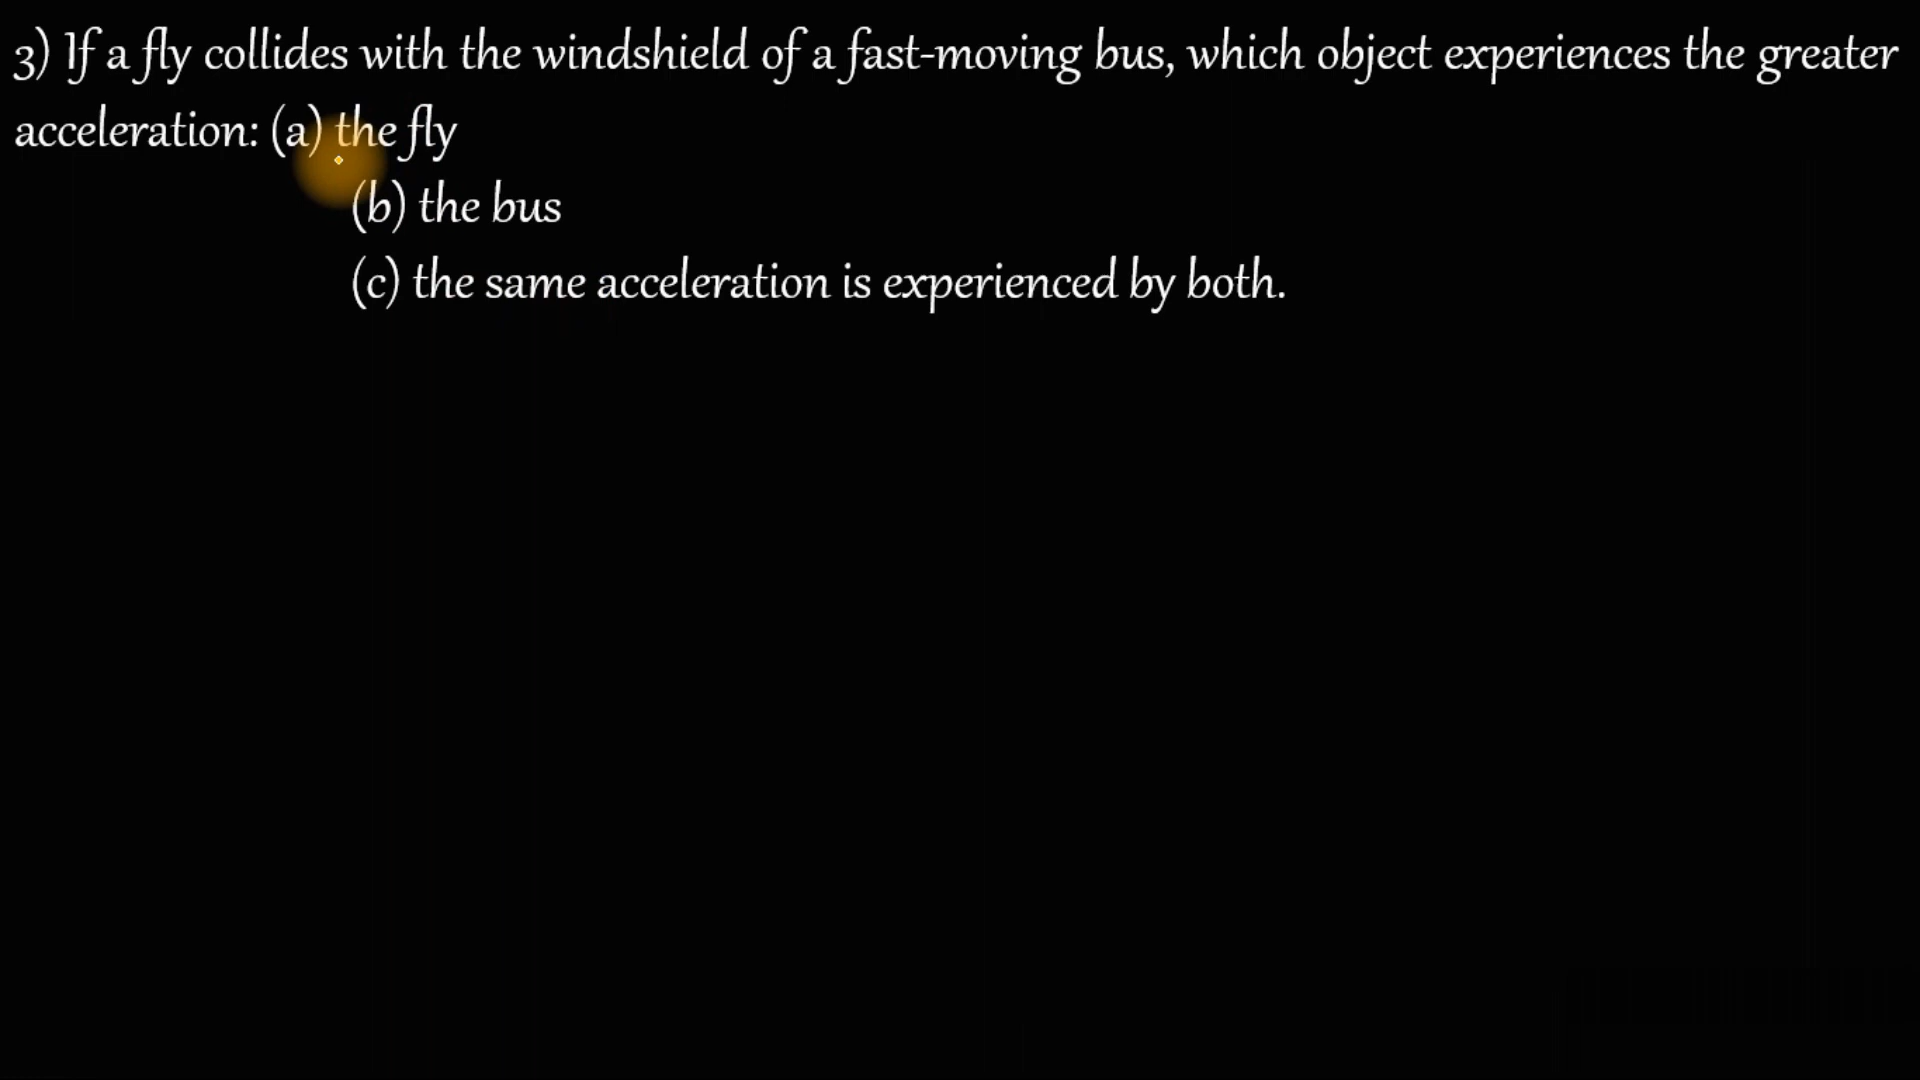 3) If a fly collides with the windshield of a fast-moving bus, which object experiences the greater
acceleration: (a) the fly
(b) the bus
(c) the same acceleration is experienced by both.